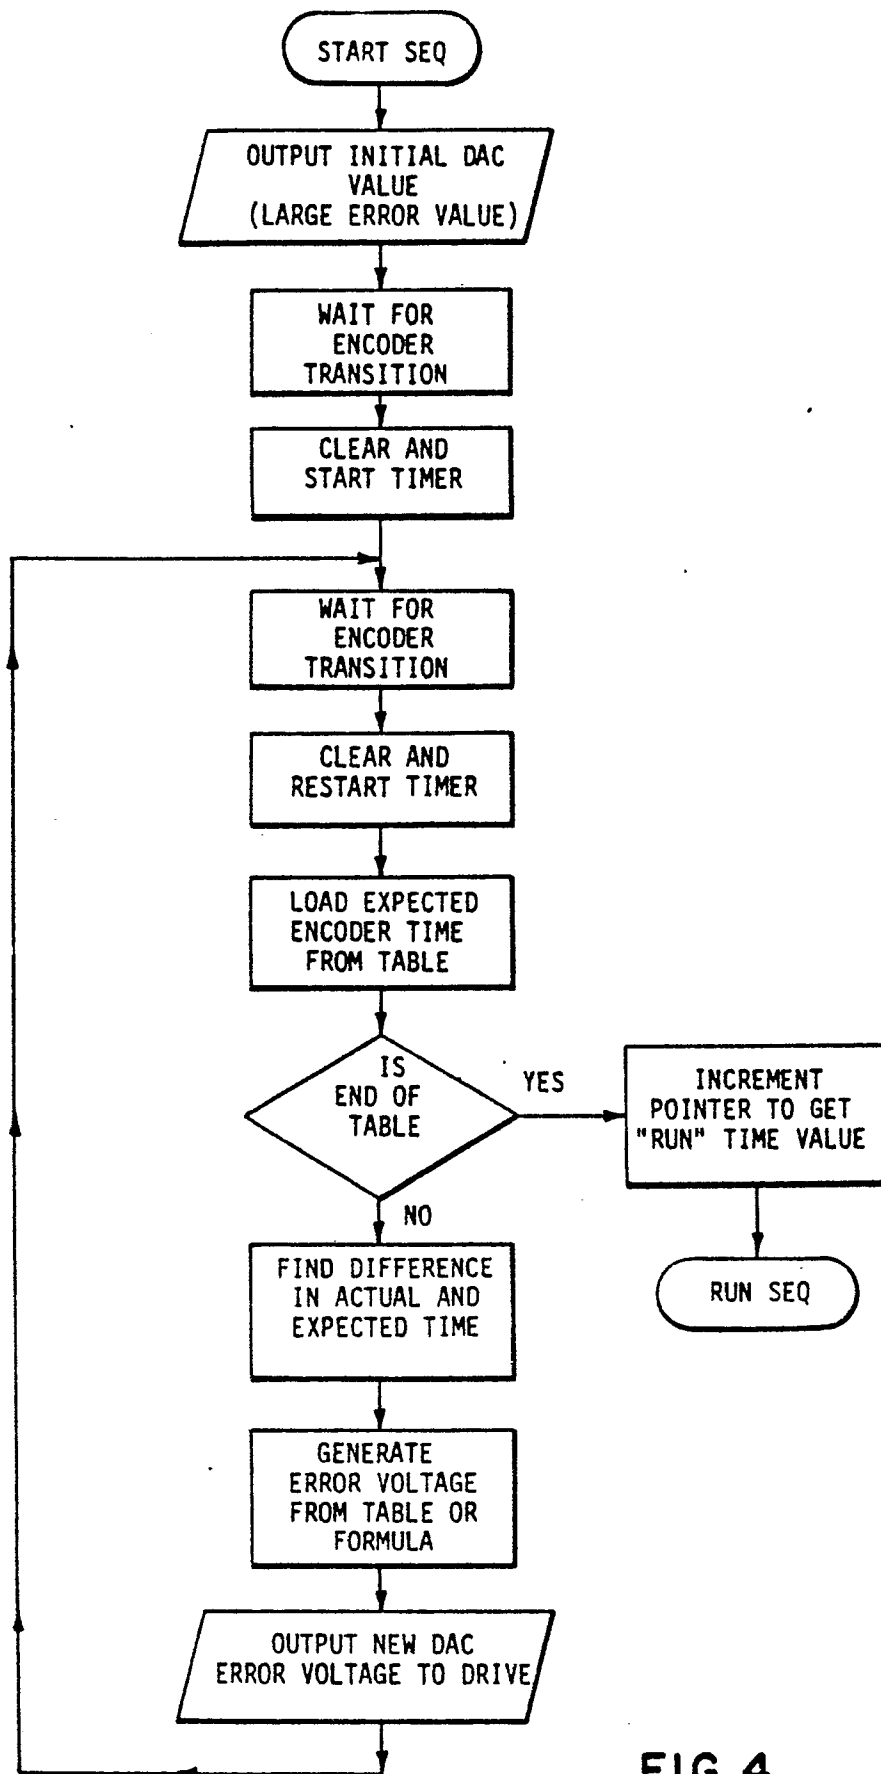 START SEQ
OUTPUT INITIAL DAC
VALUE
(LARGE ERROR VALUE)
WAIT FOR
ENCODER
TRANSITION
CLEAR AND
START TIMER
WAIT FOR
ENCODER
TRANSITION
CLEAR AND
RESTART TIMER
LOAD EXPECTED
ENCODER TIME
FROM TABLE
IS
END OF
TABLE
YES
INCREMENT
POINTER TO GET
"RUN" TIME VALUE
RUN SEQ
NO
FIND DIFFERENCE
IN ACTUAL AND
EXPECTED TIME
GENERATE
ERROR VOLTAGE
FROM TABLE OR
FORMULA
OUTPUT NEW DAC
ERROR VOLTAGE TO DRIVE
FIG. 4